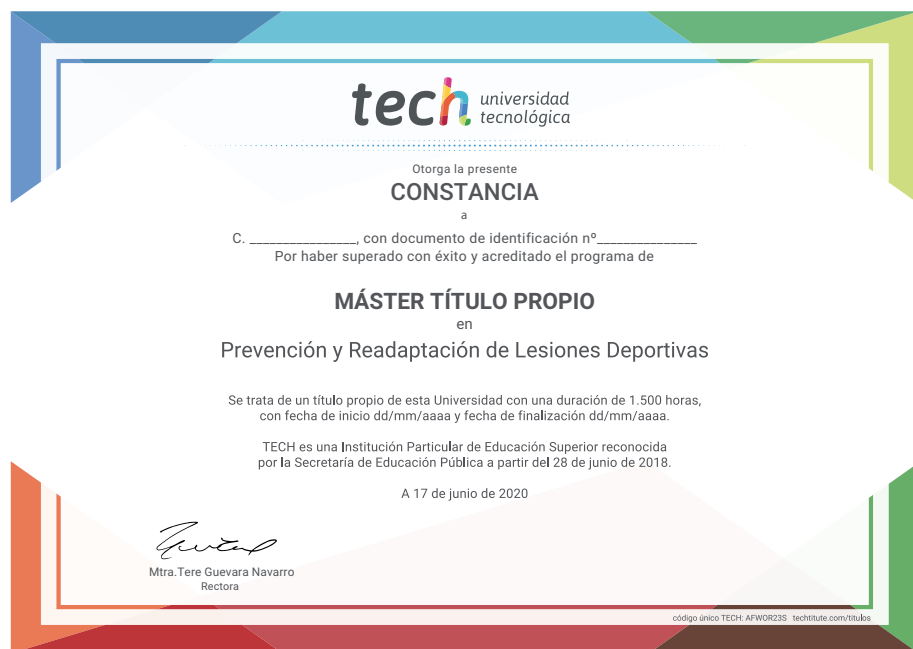 tech universidad
tecnológica
Otorga la presente
CONSTANCIA
a
C. ________________, con documento de identificación nº_______________
Por haber superado con éxito y acreditado el programa de
MÁSTER TÍTULO PROPIO
en
Prevención y Readaptación de Lesiones Deportivas
Se trata de un título propio de esta Universidad con una duración de 1.500 horas,
con fecha de inicio dd/mm/aaaa y fecha de finalización dd/mm/aaaa.
TECH es una Institución Particular de Educación Superior reconocida
por la Secretaría de Educación Pública a partir del 28 de junio de 2018.
A 17 de junio de 2020
Mtra.Tere Guevara Navarro
Rectora
código único TECH: AFWOR23S techtitute.com/titulos